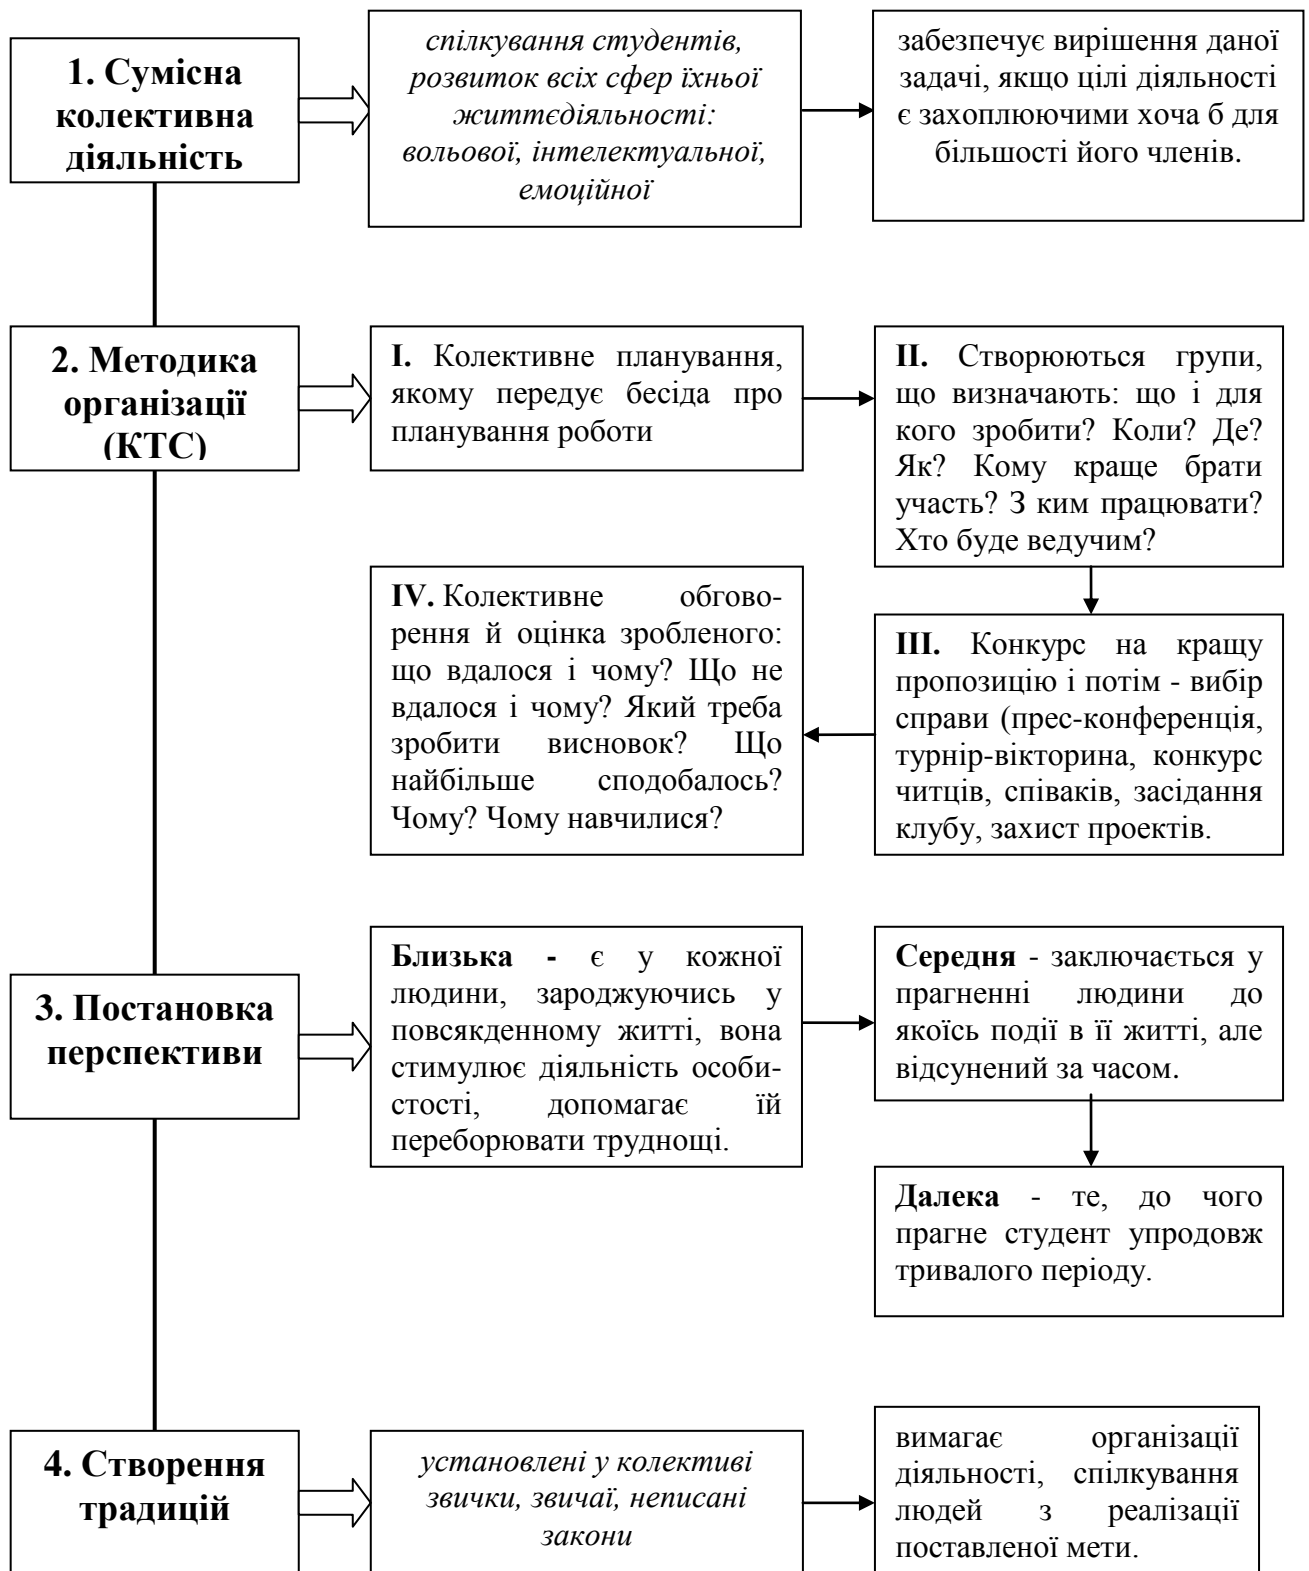 1. Сумісна
колективна
діяльність
спілкування студентів,
розвиток всіх сфер їхньої
життєдіяльності:
вольової, інтелектуальної,
емоційної
забезпечує вирішення даної
задачі, якщо цілі діяльності
є захоплюючими хоча б для
більшості його членів.
2. Методика
організації
(КТС)
I. Колективне планування,
якому передує бесіда про
планування роботи
II. Створюються групи,
що визначають: що і для
кого зробити? Коли? Де?
Як? Кому краще брати
участь? З ким працювати?
Хто буде ведучим?
III. Конкурс на кращу
пропозицію і потім - вибір
справи (прес-конференція,
турнір-вікторина, конкурс
читців, співаків, засідання
клубу, захист проектів.
IV. Колективне обгово-
рення й оцінка зробленого:
що вдалося і чому? Що не
вдалося і чому? Який треба
зробити висновок? Що
найбільше сподобалось?
Чому? Чому навчилися?
3. Постановка
перспективи
Близька - є у кожної
людини, зароджуючись у
повсякденному житті, вона
стимулює діяльність особи-
стості, допомагає їй
переборювати труднощі.
Середня - заключається у
прагненні людини до
якоїсь події в її житті, але
відсунений за часом.
Далека - те, до чого
прагне студент упродовж
тривалого періоду.
4. Створення
традицій
установлені у колективі
звички, звичаї, неписані
закони
вимагає організації
діяльності, спілкування
людей з реалізації
поставленої мети.